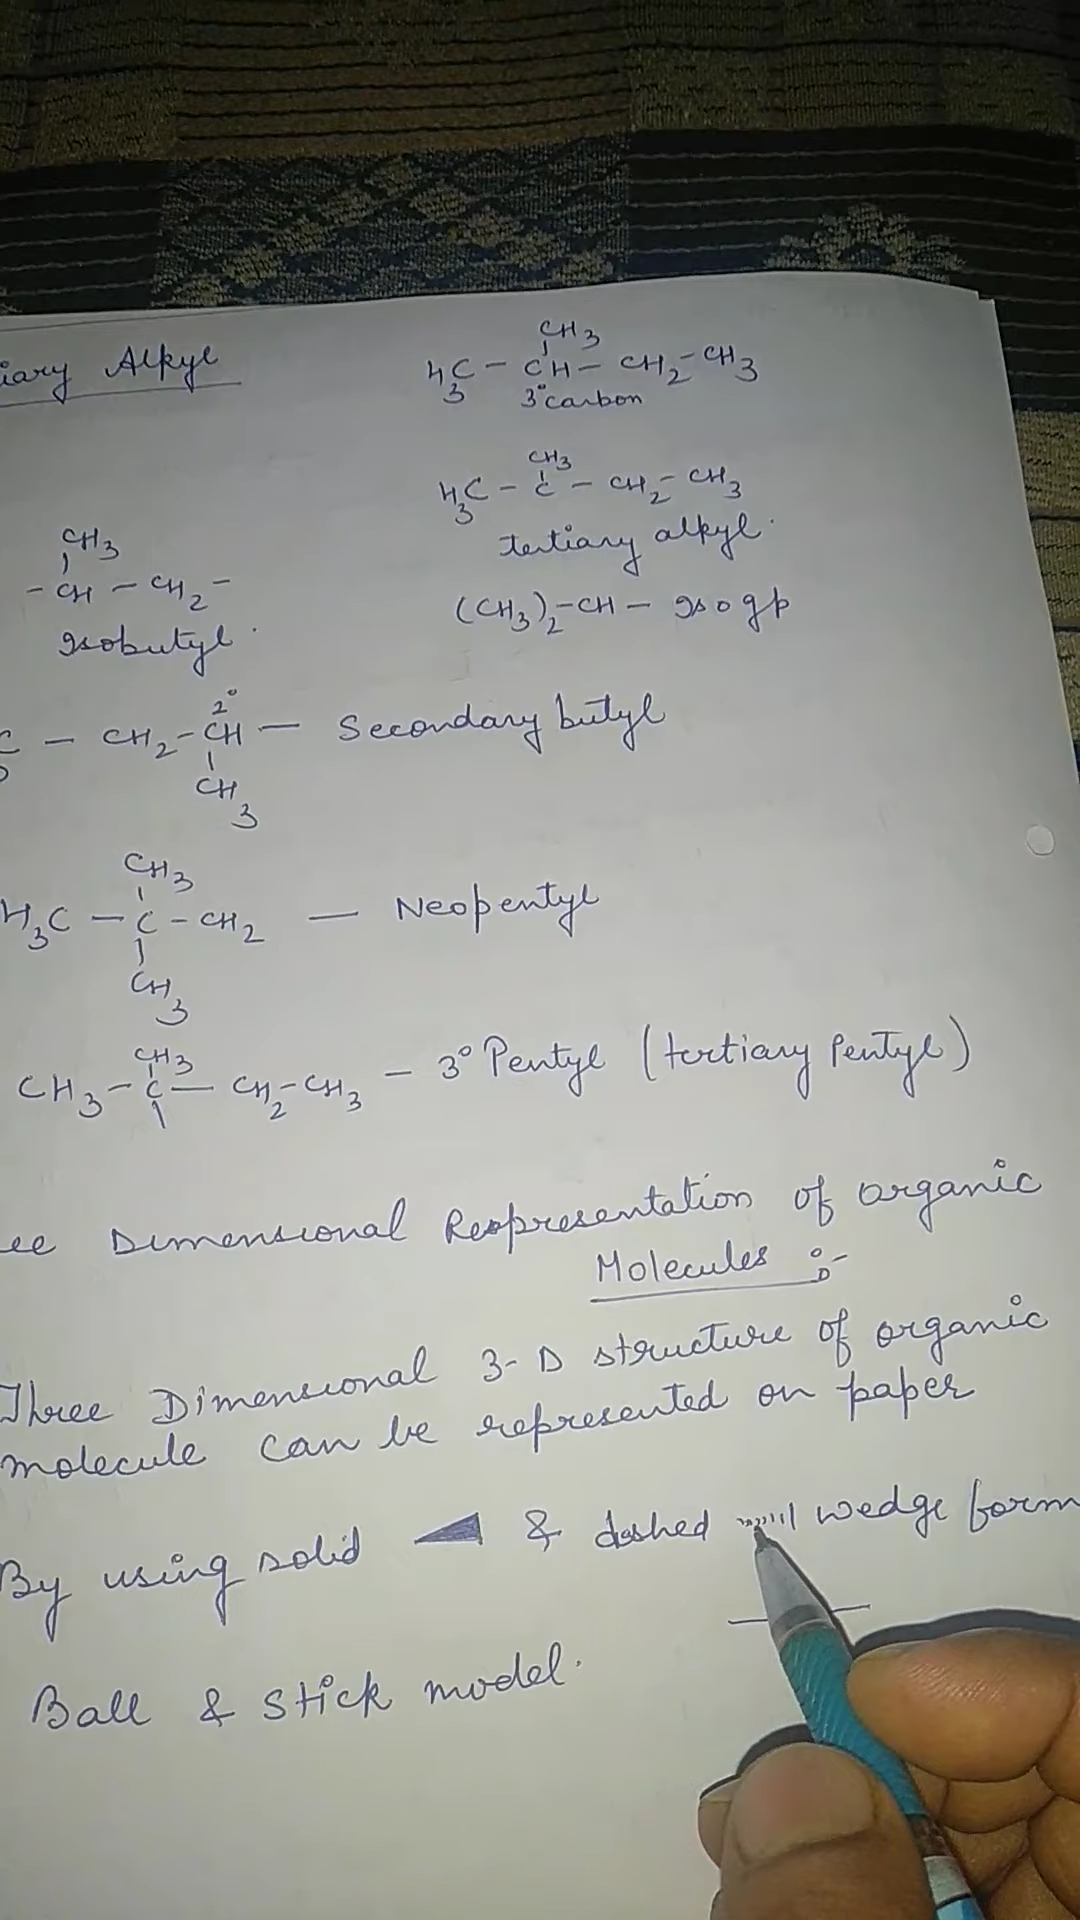 iary Alkyl
CH3
H3C - CH - CH2 - CH3
3° carbon
CH3
H3C - C - CH2 - CH3
tertiary alkyl.
CH3
- CH - CH2 -
Isobutyl.
(CH3)2 - CH - Iso gp
2°
C - CH2 - CH - Secondary butyl
3
CH3
CH3
H3C - C - CH2 - Neopentyl
CH3
CH3
CH3 - C - CH2 - CH3 - 3° Pentyl (tertiary Pentyl)
ee Dimensional Reopresentation of organic
Molecules :-
Three Dimensional 3-D structure of organic
molecule can be represented on paper
By using solid & dashed wedge form
Ball & stick model.